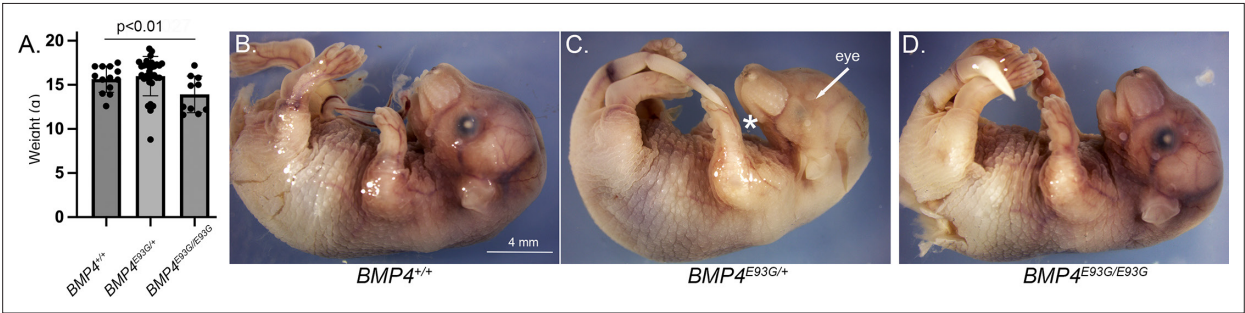 A.
p<0.01
20
15
10
5
0
Weight (g)
BMP4+/+
BMP4E93G/+
BMP4E93G//E93G
B.
4 mm
BMP4+/+
C.
eye
*
BMP4E93G/+
D.
BMP4E93G/E93G